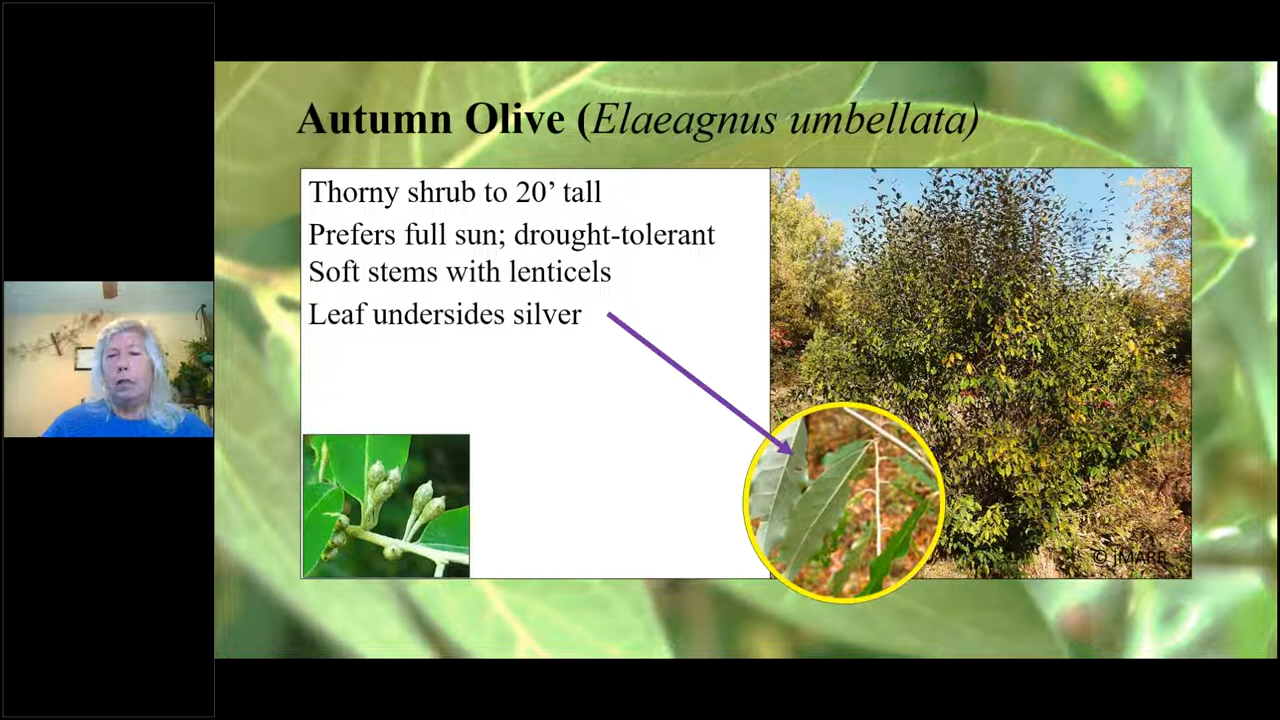 Autumn Olive (Elaeagnus umbellata)
Thorny shrub to 20’ tall
Prefers full sun; drought-tolerant
Soft stems with lenticels
Leaf undersides silver
© jMARR